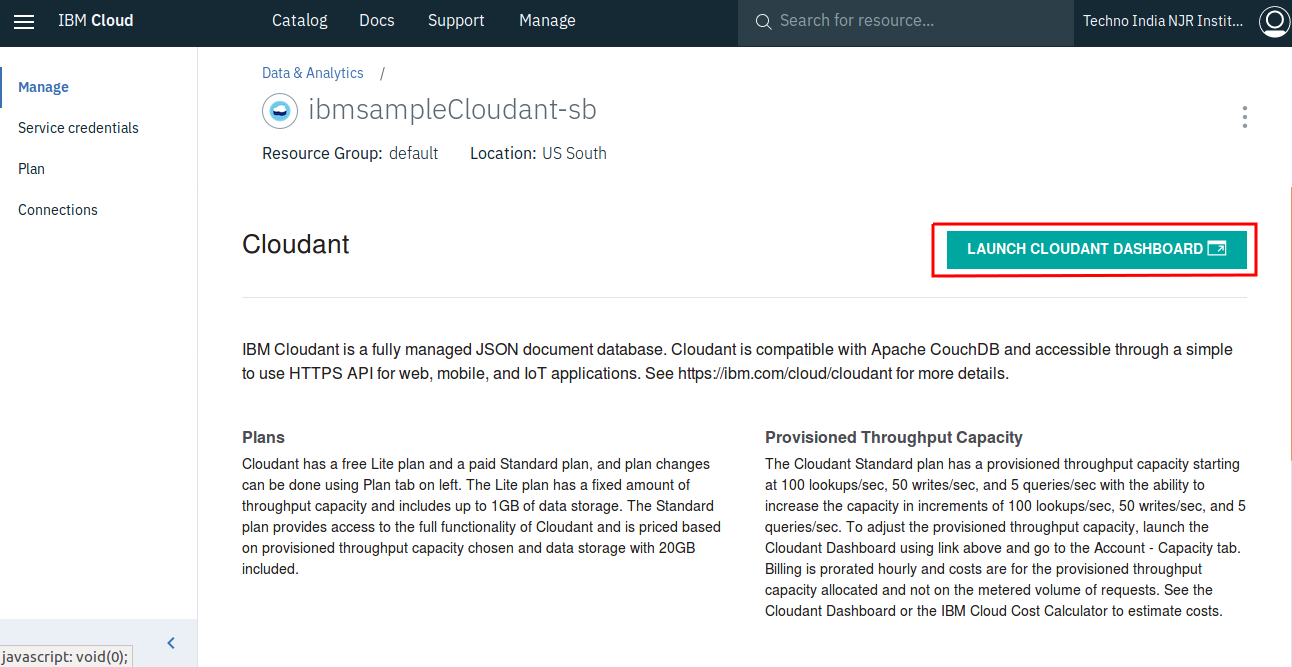 IBM Cloud Catalog Docs Support Manage Search for resource... Techno India NJR Instit...
Manage
Service credentials
Plan
Connections
Data & Analytics /
ibmsampleCloudant-sb
Resource Group: default Location: US South
Cloudant
LAUNCH CLOUDANT DASHBOARD
IBM Cloudant is a fully managed JSON document database. Cloudant is compatible with Apache CouchDB and accessible through a simple
to use HTTPS API for web, mobile, and IoT applications. See https://ibm.com/cloud/cloudant for more details.
Plans
Cloudant has a free Lite plan and a paid Standard plan, and plan changes
can be done using Plan tab on left. The Lite plan has a fixed amount of
throughput capacity and includes up to 1GB of data storage. The Standard
plan provides access to the full functionality of Cloudant and is priced based
on provisioned throughput capacity chosen and data storage with 20GB
included.
Provisioned Throughput Capacity
The Cloudant Standard plan has a provisioned throughput capacity starting
at 100 lookups/sec, 50 writes/sec, and 5 queries/sec with the ability to
increase the capacity in increments of 100 lookups/sec, 50 writes/sec, and 5
queries/sec. To adjust the provisioned throughput capacity, launch the
Cloudant Dashboard using link above and go to the Account - Capacity tab.
Billing is prorated hourly and costs are for the provisioned throughput
capacity allocated and not on the metered volume of requests. See the
Cloudant Dashboard or the IBM Cloud Cost Calculator to estimate costs.
javascript: void(0);